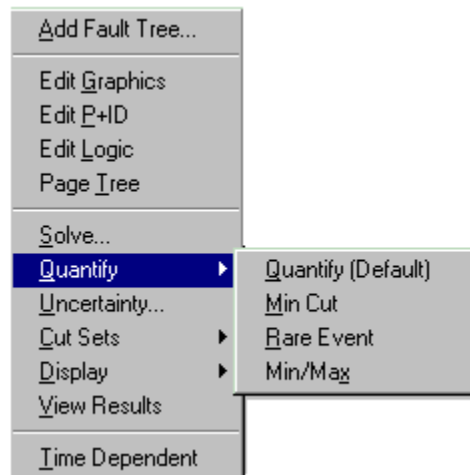 Add Fault Tree...
Edit Graphics
Edit P+ID
Edit Logic
Page Tree
Solve...
Quantify
Uncertainty...
Cut Sets
Display
View Results
Time Dependent
Quantify (Default)
Min Cut
Rare Event
Min/Max